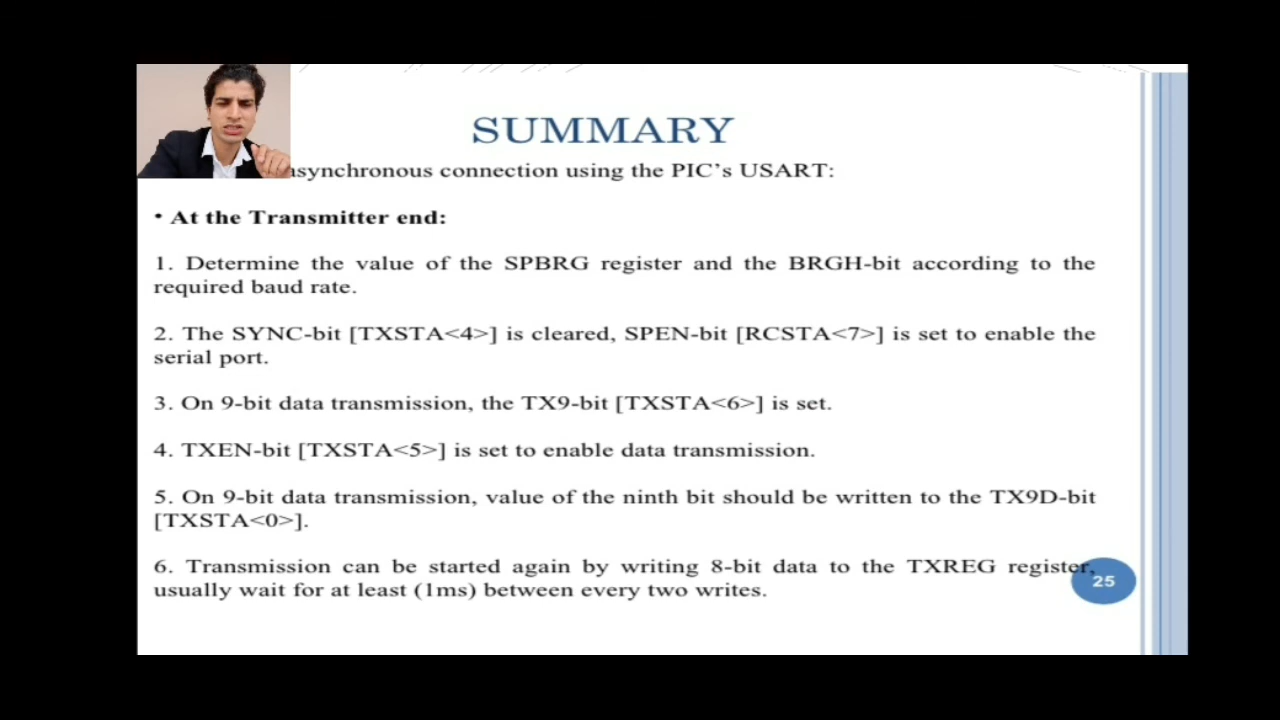 SUMMARY
asynchronous connection using the PIC's USART:
• At the Transmitter end:
1. Determine the value of the SPBRG register and the BRGH-bit according to the
required baud rate.
2. The SYNC-bit [TXSTA<4>] is cleared, SPEN-bit [RCSTA<7>] is set to enable the
serial port.
3. On 9-bit data transmission, the TX9-bit [TXSTA<6>] is set.
4. TXEN-bit [TXSTA<5>] is set to enable data transmission.
5. On 9-bit data transmission, value of the ninth bit should be written to the TX9D-bit
[TXSTA<0>].
6. Transmission can be started again by writing 8-bit data to the TXREG register,
usually wait for at least (1ms) between every two writes.
25